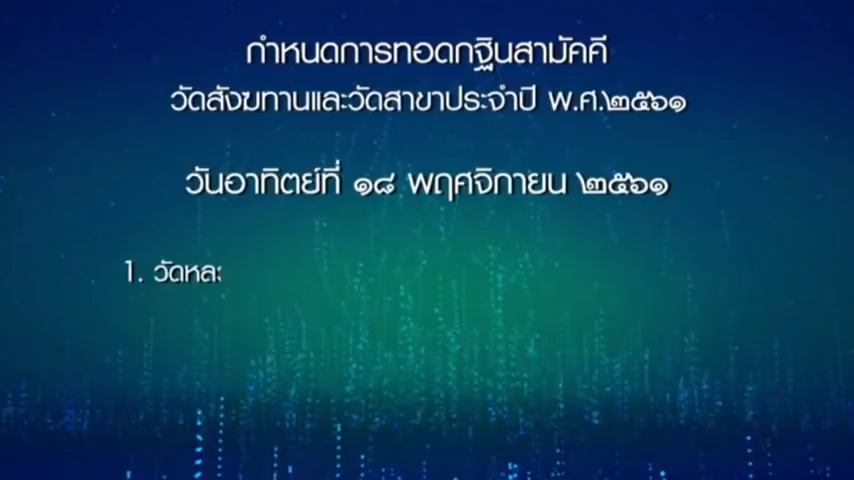 กำหนดการทอดกฐินสามัคคี
วัดสังฆทานและวัดสาขาประจำปี พ.ศ.๒๕๖๑
วันอาทิตย์ที่ ๑๘ พฤศจิกายน ๒๕๖๑
1. วัดหละ